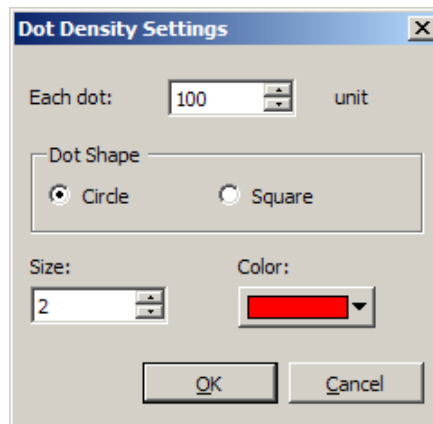 Dot Density Settings
Each dot: 100 unit
Dot Shape
Circle Square
Size: Color:
2
OK Cancel